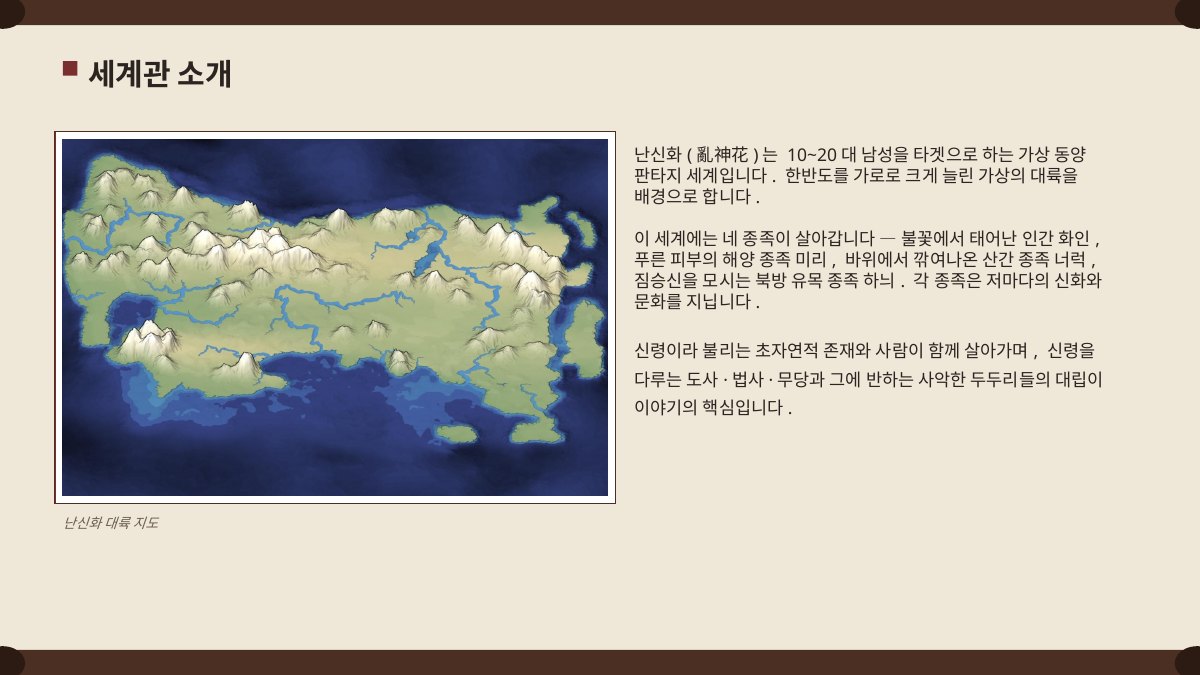 세계관 소개
난신화 ( 亂神花 ) 는 10~20 대 남성을 타겟으로 하는 가상 동양
판타지 세계입니다 . 한반도를 가로로 크게 늘린 가상의 대륙을
배경으로 합니다 .
이 세계에는 네 종족이 살아갑니다 — 불꽃에서 태어난 인간 화인 ,
푸른 피부의 해양 종족 미리 , 바위에서 깎여나온 산간 종족 너럭 ,
짐승신을 모시는 북방 유목 종족 하늬 . 각 종족은 저마다의 신화와
문화를 지닙니다 .
신령이라 불리는 초자연적 존재와 사람이 함께 살아가며 , 신령을
다루는 도사 · 법사 · 무당과 그에 반하는 사악한 두두리들의 대립이
이야기의 핵심입니다 .
난신화 대륙 지도